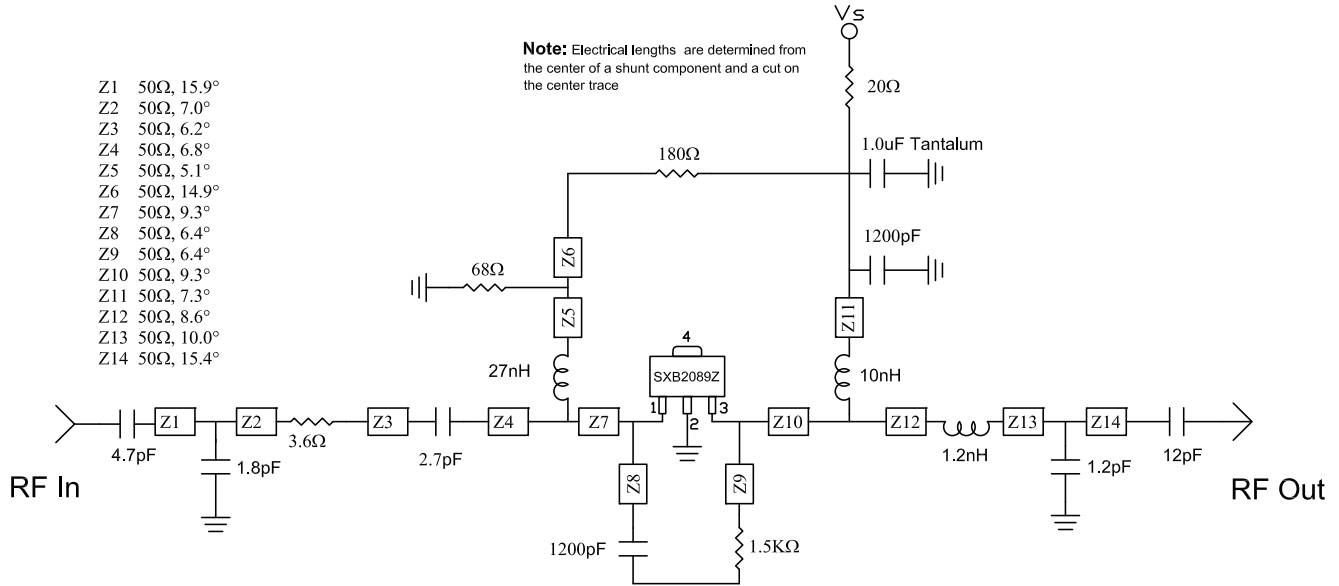 Vs
Note: Electrical lengths are determined from
the center of a shunt component and a cut on
the center trace
Z1 50Ω, 15.9°
Z2 50Ω, 7.0°
Z3 50Ω, 6.2°
Z4 50Ω, 6.8°
Z5 50Ω, 5.1°
Z6 50Ω, 14.9°
Z7 50Ω, 9.3°
Z8 50Ω, 6.4°
Z9 50Ω, 6.4°
Z10 50Ω, 9.3°
Z11 50Ω, 7.3°
Z12 50Ω, 8.6°
Z13 50Ω, 10.0°
Z14 50Ω, 15.4°
20Ω
180Ω
1.0uF Tantalum
1200pF
Z6
68Ω
Z5
Z11
4
27nH
SXB2089Z
10nH
1
2
3
Z1
Z2
Z3
Z4
Z7
Z10
Z12
Z13
Z14
3.6Ω
4.7pF
2.7pF
1.2nH
12pF
1.8pF
1.2pF
RF In
RF Out
Z8
Z9
1200pF
1.5KΩ